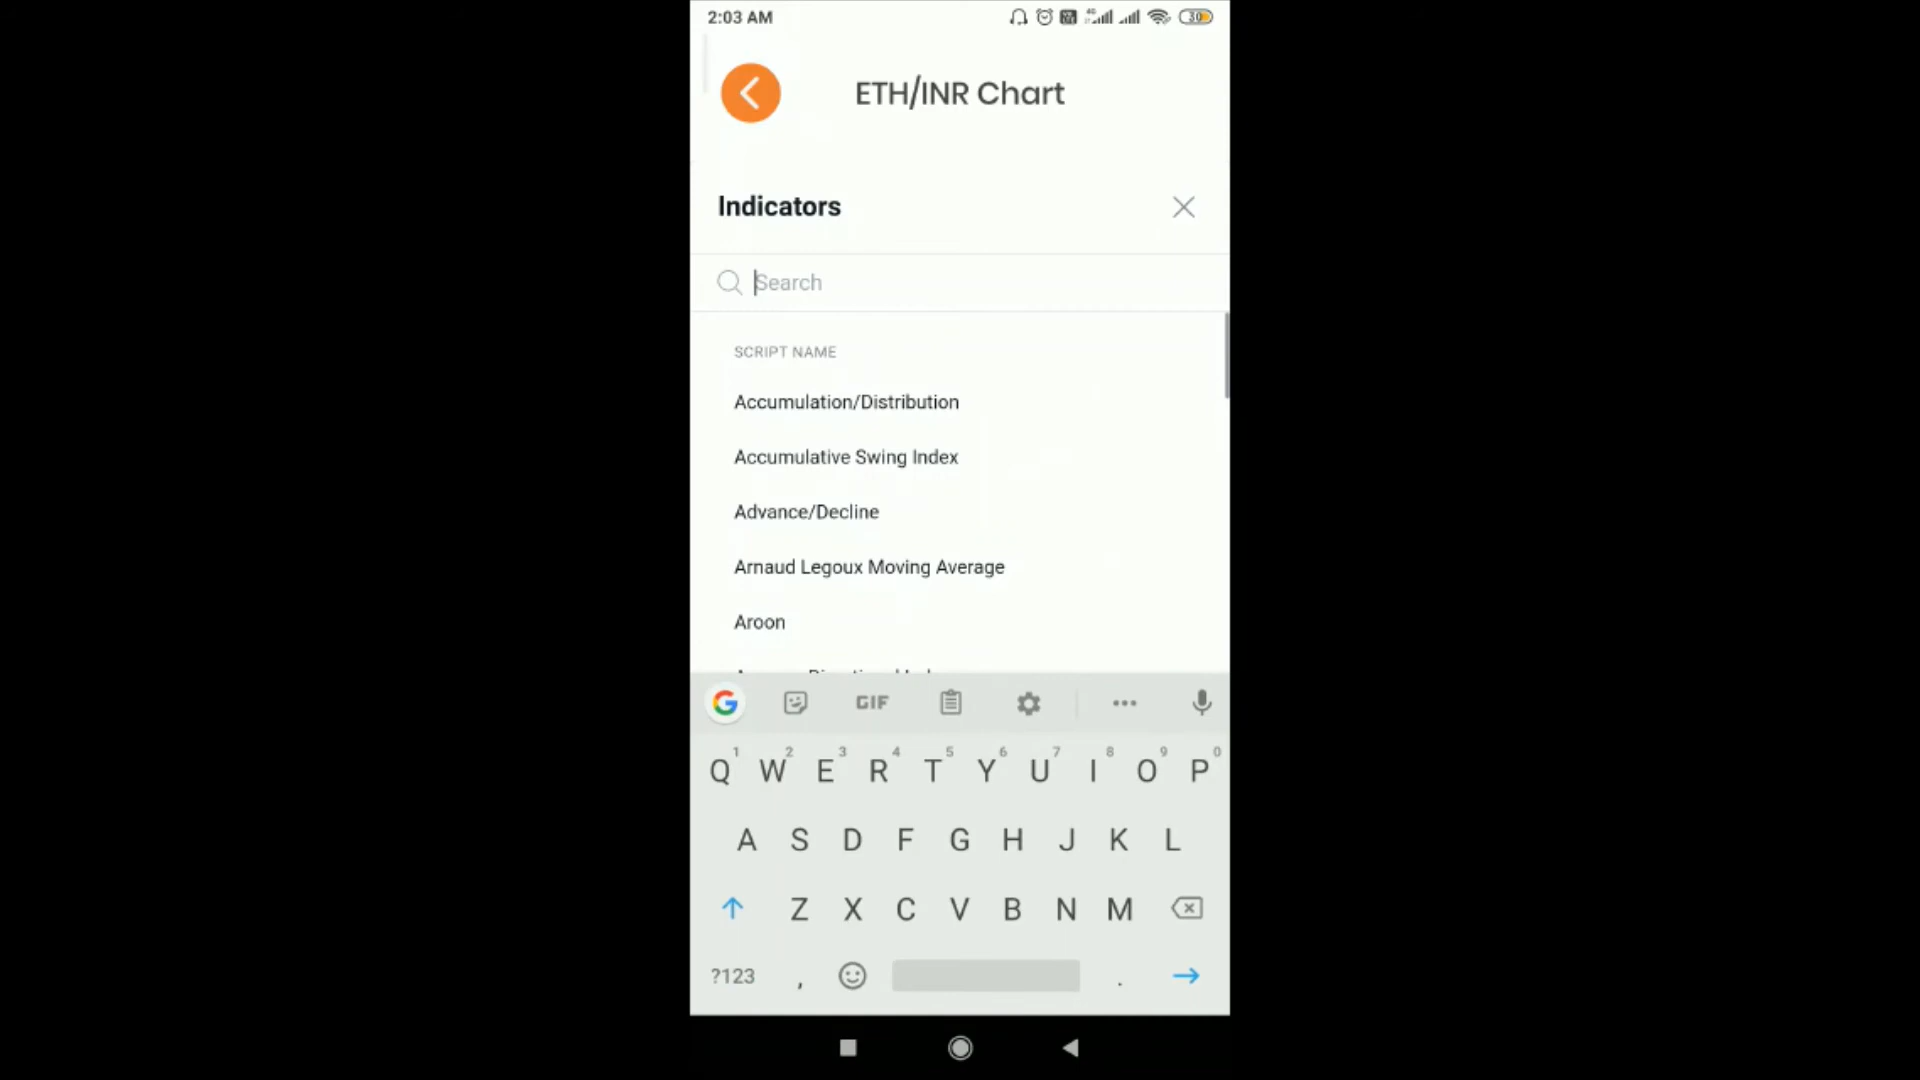 2:03 AM
30
ETH/INR Chart
Indicators
Search
SCRIPT NAME
Accumulation/Distribution
Accumulative Swing Index
Advance/Decline
Arnaud Legoux Moving Average
Aroon
G GIF
1 2 3 4 5 6 7 8 9 0
Q W E R T Y U I O P
A S D F G H J K L
Z X C V B N M
?123 , .